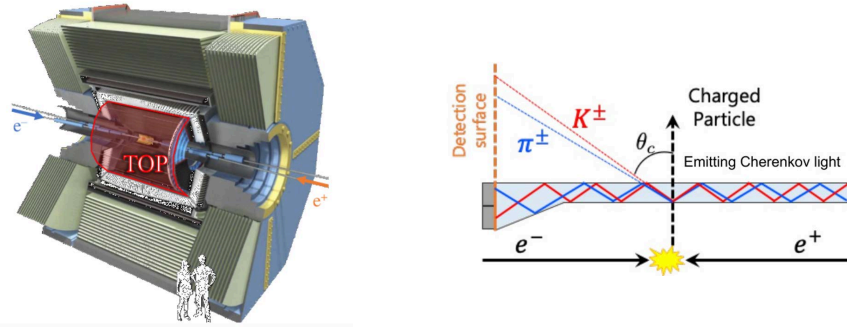 e⁻
TOP
e⁺
Detection
surface
K±
π±
θc
Charged
Particle
Emitting Cherenkov light
e⁻
e⁺